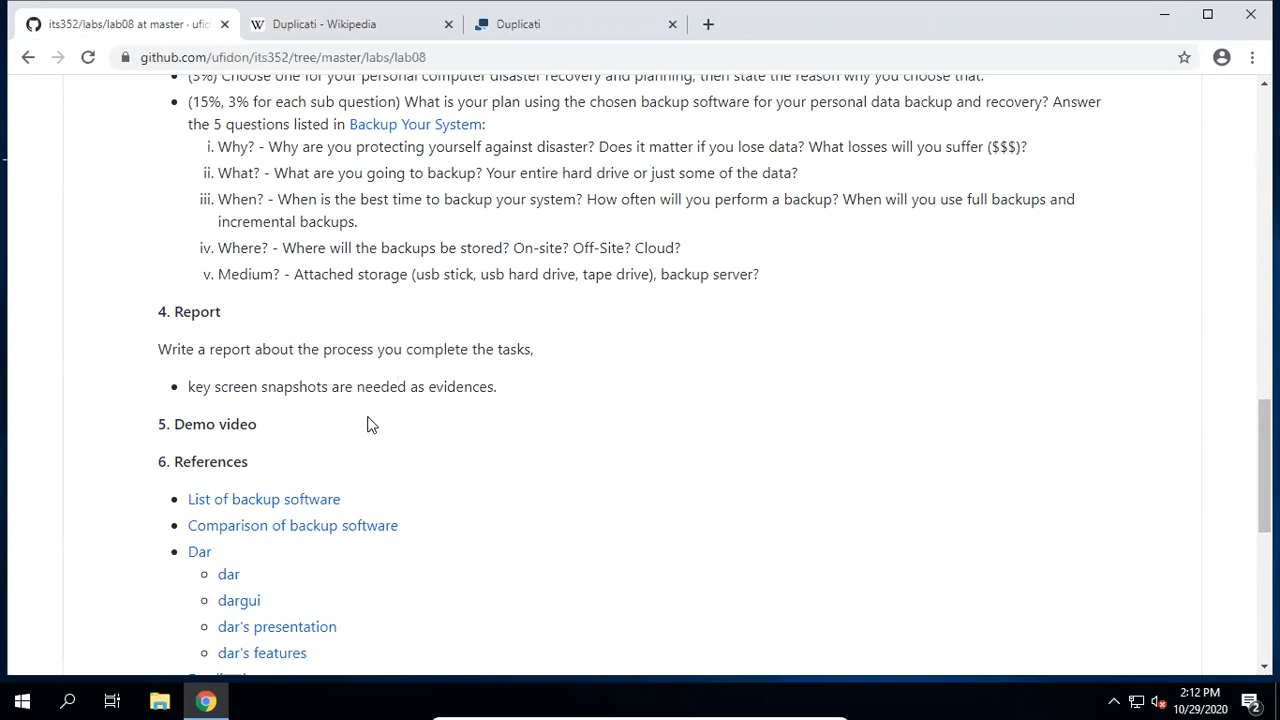 its352/labs/lab08 at master · ufid
Duplicati - Wikipedia
Duplicati
github.com/ufidon/its352/tree/master/labs/lab08
(5%) Choose one for your personal computer disaster recovery and planning, then state the reason why you choose that.
(15%, 3% for each sub question) What is your plan using the chosen backup software for your personal data backup and recovery? Answer
the 5 questions listed in Backup Your System:
i. Why? - Why are you protecting yourself against disaster? Does it matter if you lose data? What losses will you suffer ($$$)?
ii. What? - What are you going to backup? Your entire hard drive or just some of the data?
iii. When? - When is the best time to backup your system? How often will you perform a backup? When will you use full backups and
incremental backups.
iv. Where? - Where will the backups be stored? On-site? Off-Site? Cloud?
v. Medium? - Attached storage (usb stick, usb hard drive, tape drive), backup server?
4. Report
Write a report about the process you complete the tasks,
key screen snapshots are needed as evidences.
5. Demo video
6. References
List of backup software
Comparison of backup software
Dar
dar
dargui
dar's presentation
dar's features
2:12 PM
10/29/2020
2